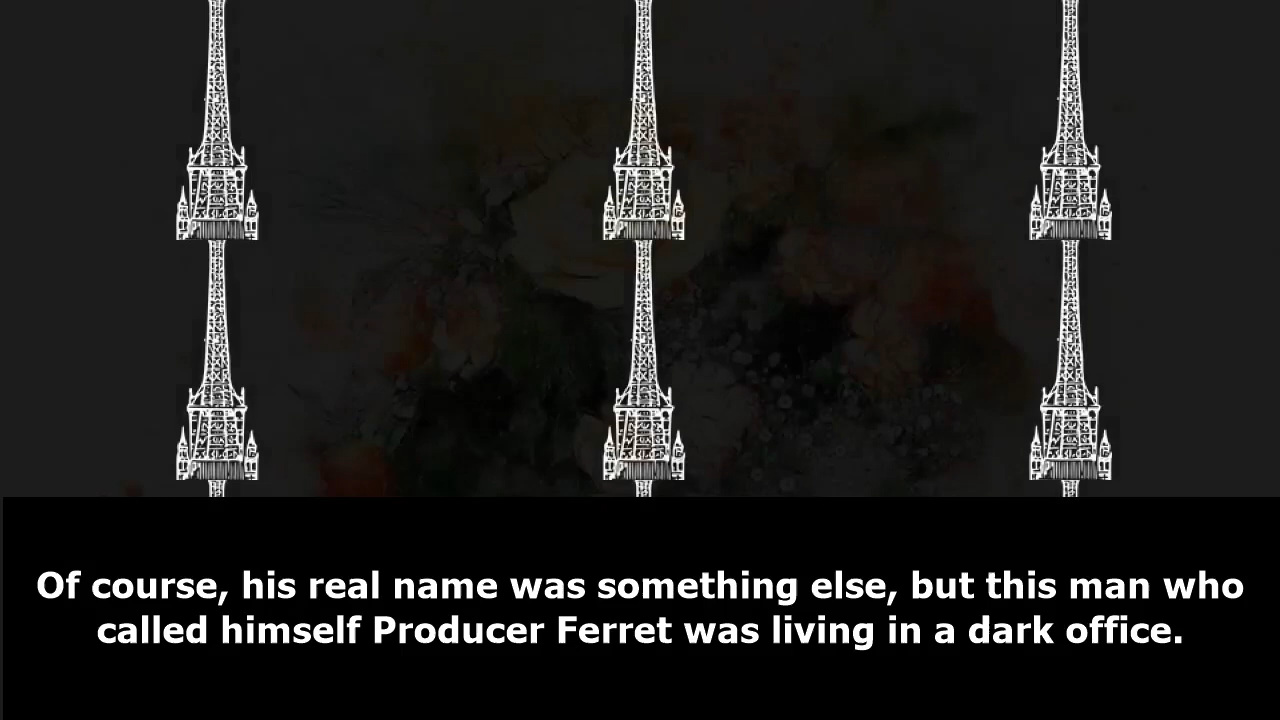 Of course, his real name was something else, but this man who
called himself Producer Ferret was living in a dark office.